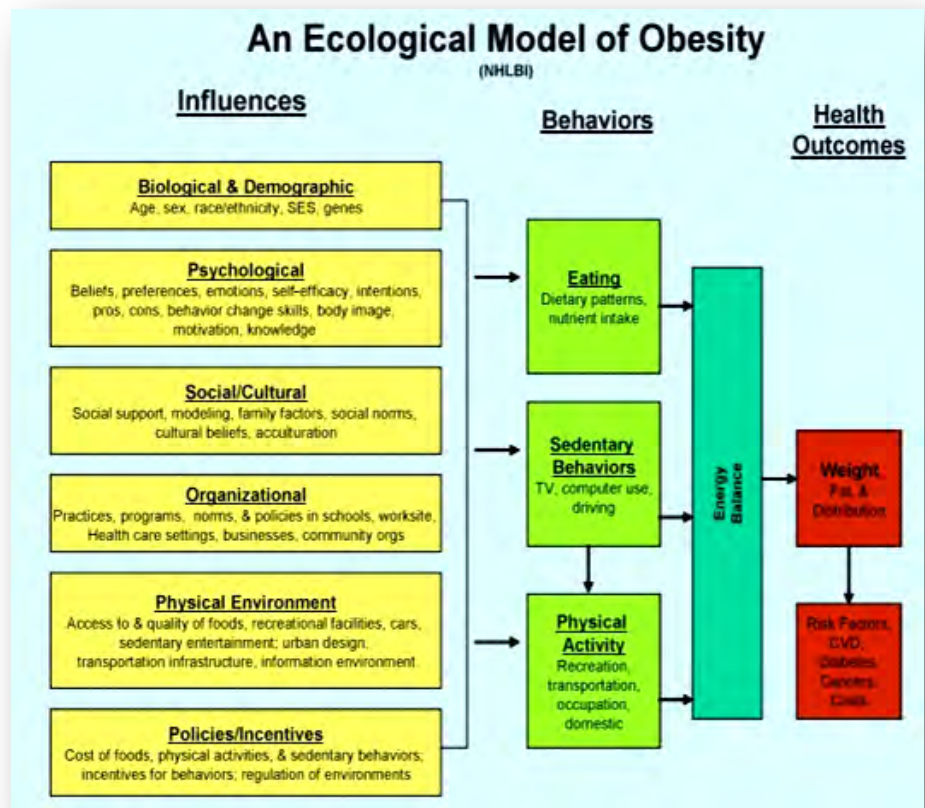 An Ecological Model of Obesity
(NHLBI)
Influences
Behaviors
Health
Outcomes
Biological & Demographic
Age, sex, race/ethnicity, SES, genes
Psychological
Beliefs, preferences, emotions, self-efficacy, intentions,
pros, cons, behavior change skills, body image,
motivation, knowledge
Social/Cultural
Social support, modeling, family factors, social norms,
cultural beliefs, acculturation
Organizational
Practices, programs, norms, & policies in schools, worksite,
Health care settings, businesses, community orgs
Physical Environment
Access to & quality of foods, recreational facilities, cars,
sedentary entertainment; urban design,
transportation infrastructure, information environment
Policies/Incentives
Cost of foods, physical activities, & sedentary behaviors;
incentives for behaviors; regulation of environments
Eating
Dietary patterns,
nutrient intake
Sedentary
Behaviors
TV, computer use,
driving
Physical
Activity
Recreation,
transportation,
occupation,
domestic
Energy
Balance
Weight,
Fat, &
Distribution
Risk Factors,
CVD,
Diabetes,
Cancers,
Costs